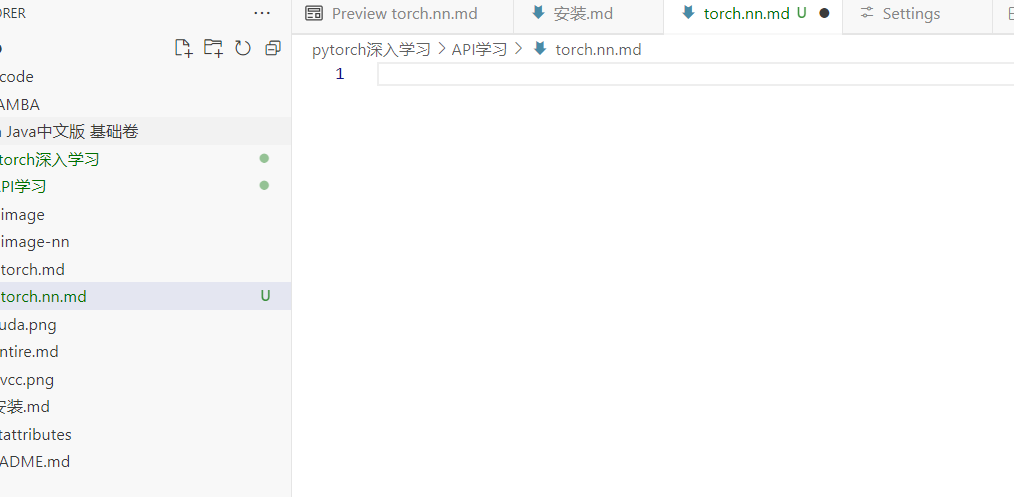 ORER
Preview torch.nn.md
安装.md
torch.nn.md U
Settings
pytorch深入学习 > API学习 > torch.nn.md
1
code
AMBA
Java中文版 基础卷
torch深入学习
API学习
image
image-nn
torch.md
torch.nn.md U
uda.png
ntire.md
vcc.png
安装.md
tattributes
ADME.md